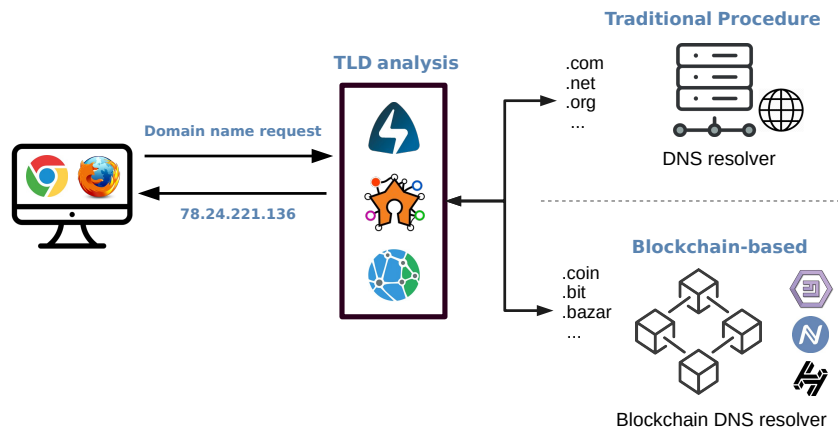 Traditional Procedure
TLD analysis
.com
.net
.org
...
Domain name request
DNS resolver
78.24.221.136
Blockchain-based
.coin
.bit
.bazar
...
Blockchain DNS resolver